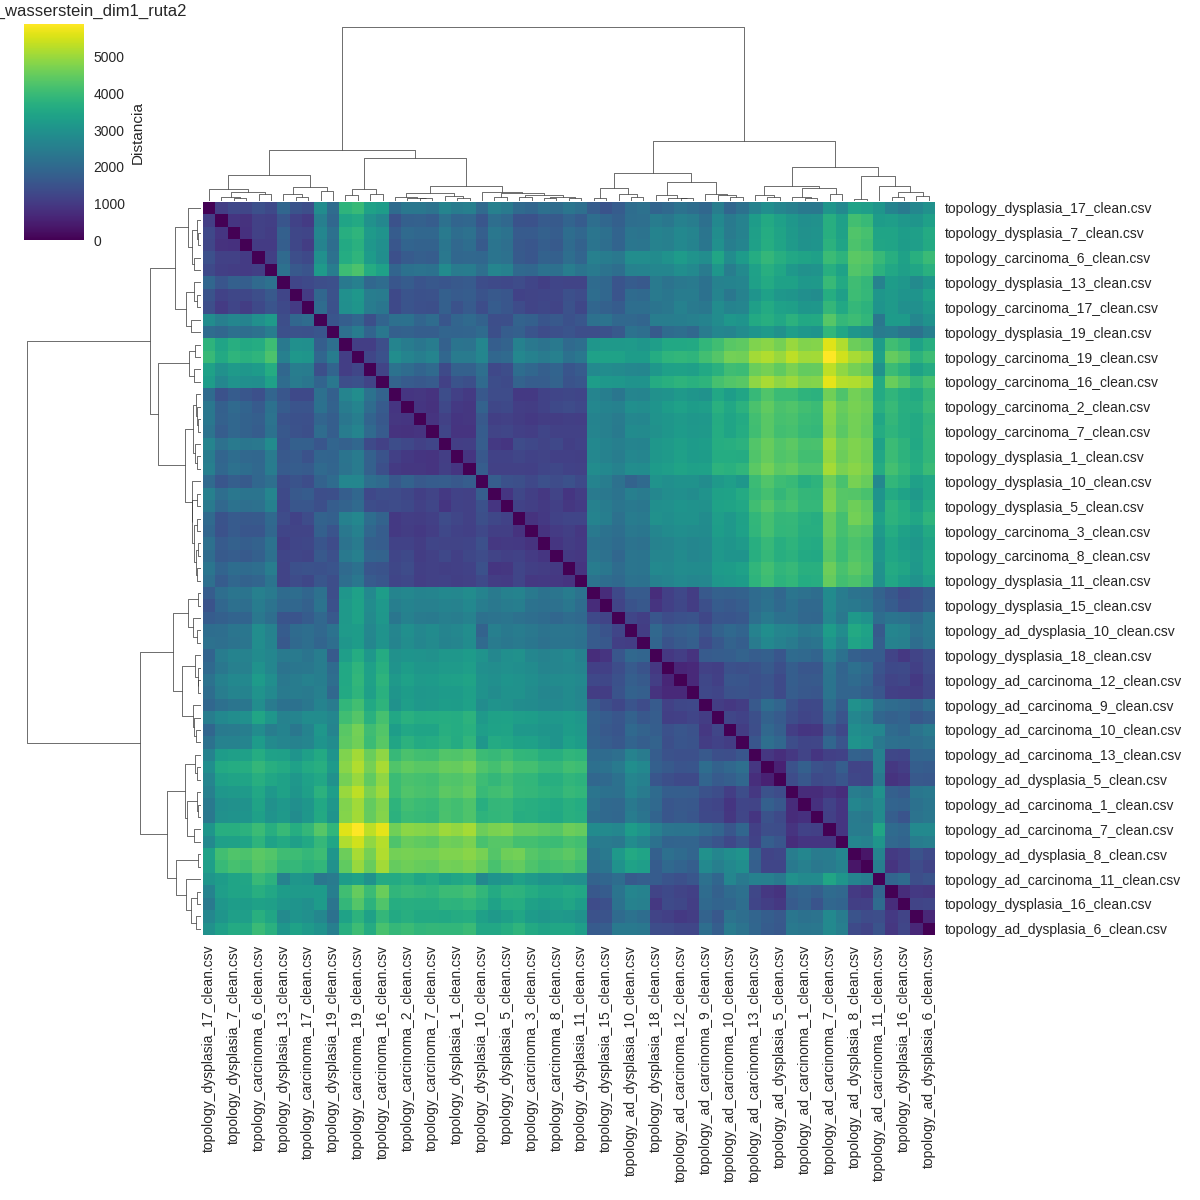 _wasserstein_dim1_ruta2
5000
4000
3000
2000
1000
0
Distancia
topology_dysplasia_17_clean.csv
topology_dysplasia_7_clean.csv
topology_carcinoma_6_clean.csv
topology_dysplasia_13_clean.csv
topology_carcinoma_17_clean.csv
topology_dysplasia_19_clean.csv
topology_carcinoma_19_clean.csv
topology_carcinoma_16_clean.csv
topology_carcinoma_2_clean.csv
topology_carcinoma_7_clean.csv
topology_dysplasia_1_clean.csv
topology_dysplasia_10_clean.csv
topology_dysplasia_5_clean.csv
topology_carcinoma_3_clean.csv
topology_carcinoma_8_clean.csv
topology_dysplasia_11_clean.csv
topology_dysplasia_15_clean.csv
topology_ad_dysplasia_10_clean.csv
topology_dysplasia_18_clean.csv
topology_ad_carcinoma_12_clean.csv
topology_ad_carcinoma_9_clean.csv
topology_ad_carcinoma_10_clean.csv
topology_ad_carcinoma_13_clean.csv
topology_ad_dysplasia_5_clean.csv
topology_ad_carcinoma_1_clean.csv
topology_ad_carcinoma_7_clean.csv
topology_ad_dysplasia_8_clean.csv
topology_ad_carcinoma_11_clean.csv
topology_dysplasia_16_clean.csv
topology_ad_dysplasia_6_clean.csv
topology_dysplasia_17_clean.csv
topology_dysplasia_7_clean.csv
topology_carcinoma_6_clean.csv
topology_dysplasia_13_clean.csv
topology_carcinoma_17_clean.csv
topology_dysplasia_19_clean.csv
topology_carcinoma_19_clean.csv
topology_carcinoma_16_clean.csv
topology_carcinoma_2_clean.csv
topology_carcinoma_7_clean.csv
topology_dysplasia_1_clean.csv
topology_dysplasia_10_clean.csv
topology_dysplasia_5_clean.csv
topology_carcinoma_3_clean.csv
topology_carcinoma_8_clean.csv
topology_dysplasia_11_clean.csv
topology_dysplasia_15_clean.csv
topology_ad_dysplasia_10_clean.csv
topology_dysplasia_18_clean.csv
topology_ad_carcinoma_12_clean.csv
topology_ad_carcinoma_9_clean.csv
topology_ad_carcinoma_10_clean.csv
topology_ad_carcinoma_13_clean.csv
topology_ad_dysplasia_5_clean.csv
topology_ad_carcinoma_1_clean.csv
topology_ad_carcinoma_7_clean.csv
topology_ad_dysplasia_8_clean.csv
topology_ad_carcinoma_11_clean.csv
topology_dysplasia_16_clean.csv
topology_ad_dysplasia_6_clean.csv